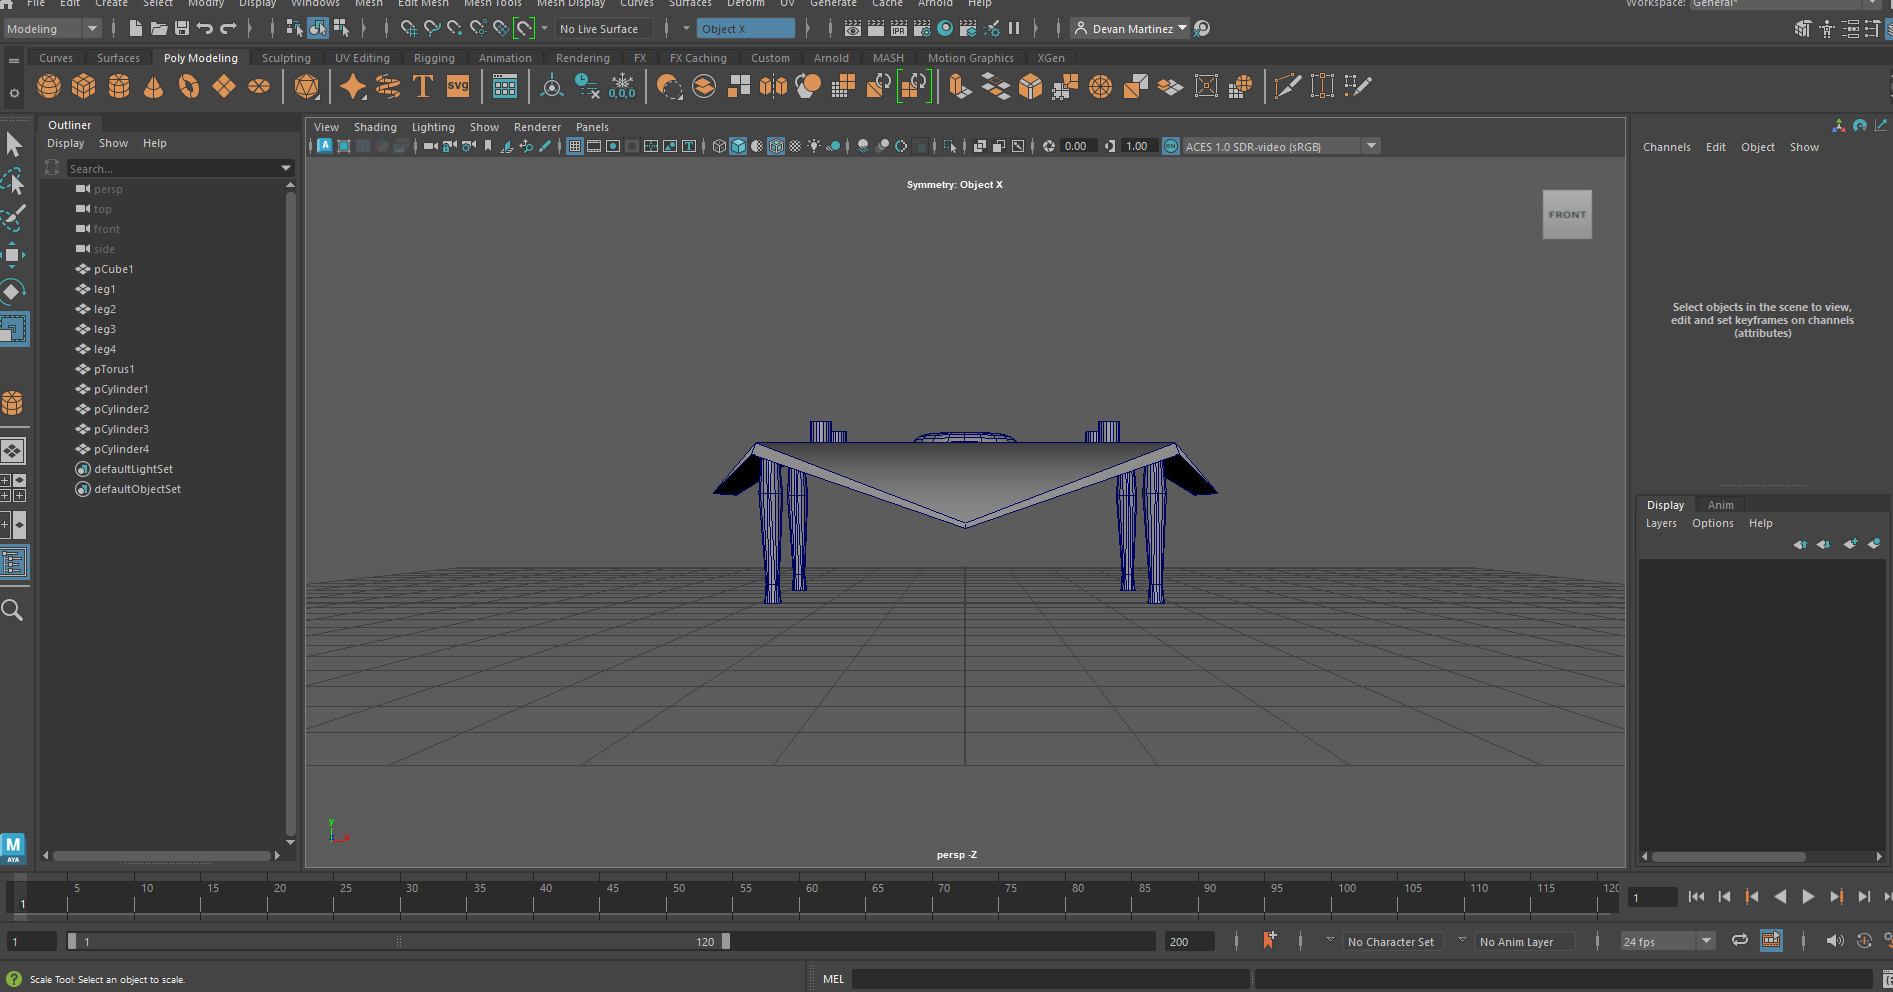 File Edit Create Select Modify Display Windows Mesh Edit Mesh Mesh Tools Mesh Display Curves Surfaces Deform UV Generate Cache Arnold Help Workspace: General*
Modeling No Live Surface Object X IPR Devan Martinez
Curves Surfaces Poly Modeling Sculpting UV Editing Rigging Animation Rendering FX FX Caching Custom Arnold MASH Motion Graphics XGen
T SVG 0,0,0
Outliner
Display Show Help
Search...
persp
top
front
side
pCube1
leg1
leg2
leg3
leg4
pTorus1
pCylinder1
pCylinder2
pCylinder3
pCylinder4
defaultLightSet
defaultObjectSet
View Shading Lighting Show Renderer Panels
0.00 1.00 ON ACES 1.0 SDR-video (sRGB)
Symmetry: Object X
FRONT
y
x
persp -Z
Channels Edit Object Show
Select objects in the scene to view,
edit and set keyframes on channels
(attributes)
Display Anim
Layers Options Help
M
AYA
5 10 15 20 25 30 35 40 45 50 55 60 65 70 75 80 85 90 95 100 105 110 115 120
1 1
1 1 120 200 No Character Set No Anim Layer 24 fps
? Scale Tool: Select an object to scale. MEL